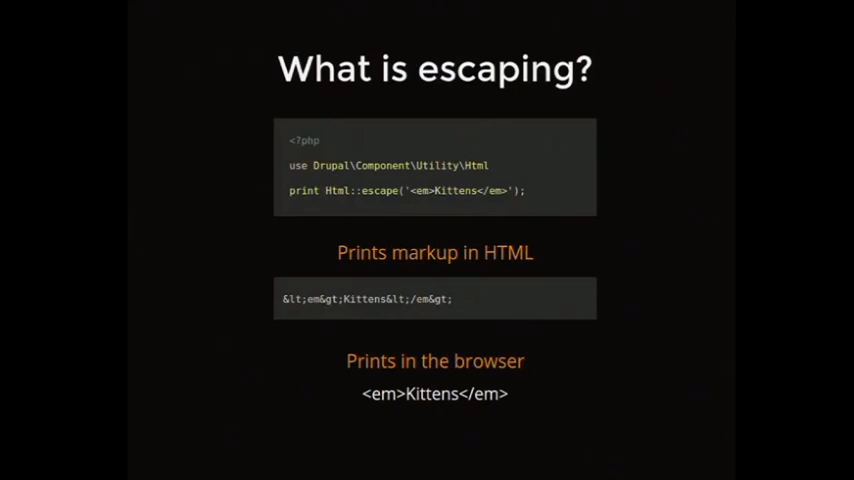 What is escaping?
<?php
use Drupal\Component\Utility\Html
print Html::escape('<em>Kittens</em>');
Prints markup in HTML
&lt;em&gt;Kittens&lt;/em&gt;
Prints in the browser
<em>Kittens</em>